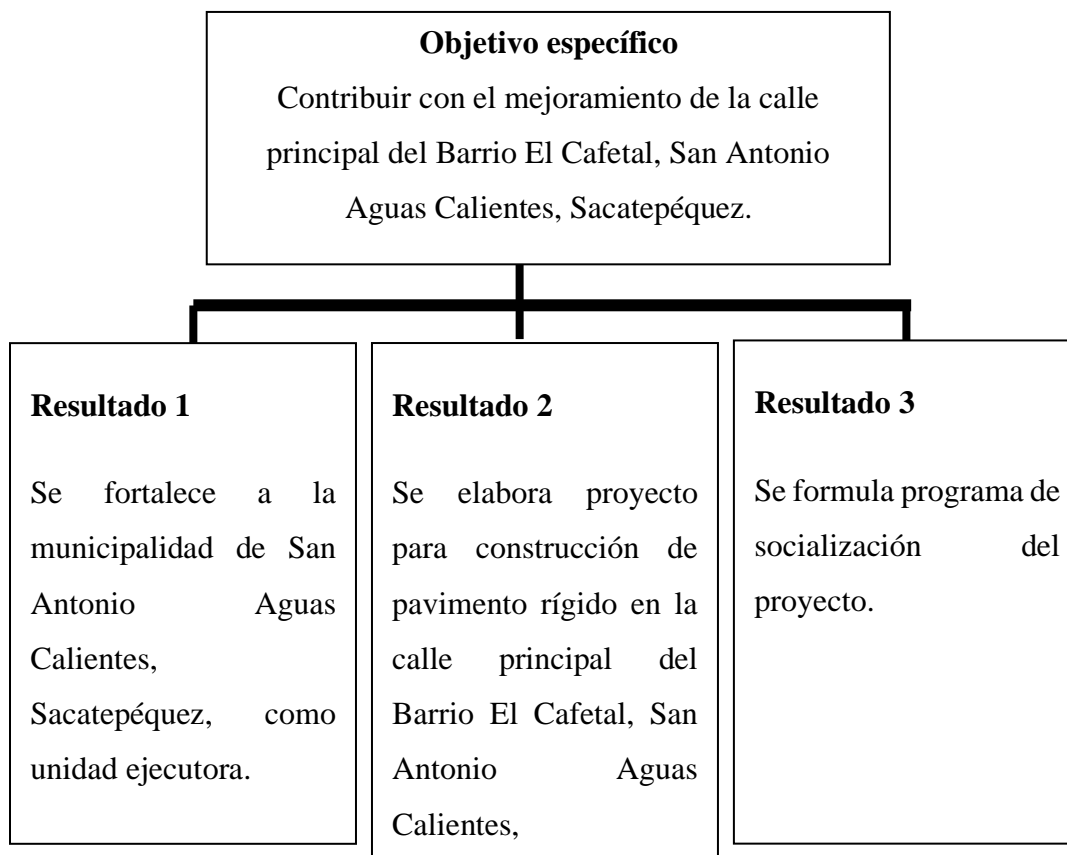 Objetivo específico
Contribuir con el mejoramiento de la calle
principal del Barrio El Cafetal, San Antonio
Aguas Calientes, Sacatepéquez.
Resultado 1
Se fortalece a la
municipalidad de San
Antonio Aguas
Calientes,
Sacatepéquez, como
unidad ejecutora.
Resultado 2
Se elabora proyecto
para construcción de
pavimento rígido en la
calle principal del
Barrio El Cafetal, San
Antonio Aguas
Calientes,
Resultado 3
Se formula programa de
socialización del
proyecto.